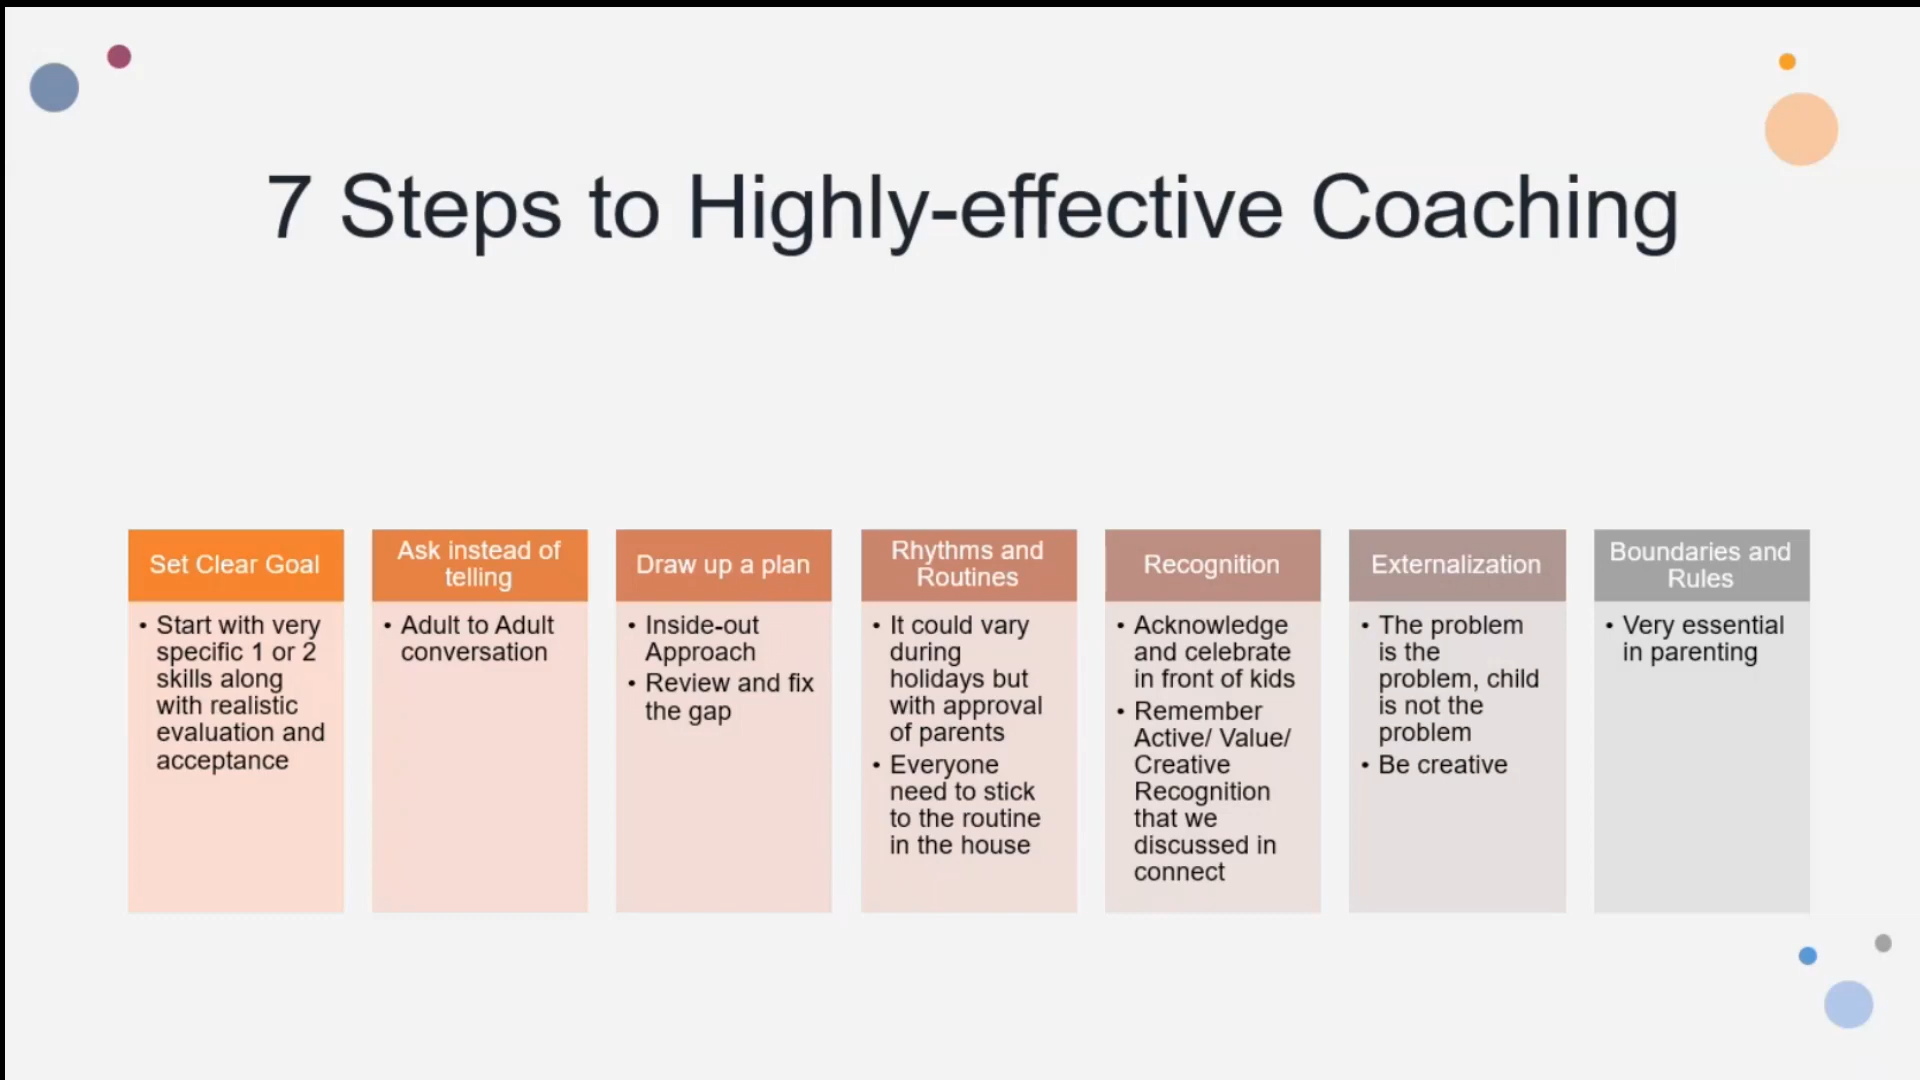 7 Steps to Highly-effective Coaching
Set Clear Goal
• Start with very
specific 1 or 2
skills along
with realistic
evaluation and
acceptance
Ask instead of
telling
• Adult to Adult
conversation
Draw up a plan
• Inside-out
Approach
• Review and fix
the gap
Rhythms and
Routines
• It could vary
during
holidays but
with approval
of parents
• Everyone
need to stick
to the routine
in the house
Recognition
• Acknowledge
and celebrate
in front of kids
• Remember
Active/ Value/
Creative
Recognition
that we
discussed in
connect
Externalization
• The problem
is the
problem, child
is not the
problem
• Be creative
Boundaries and
Rules
• Very essential
in parenting